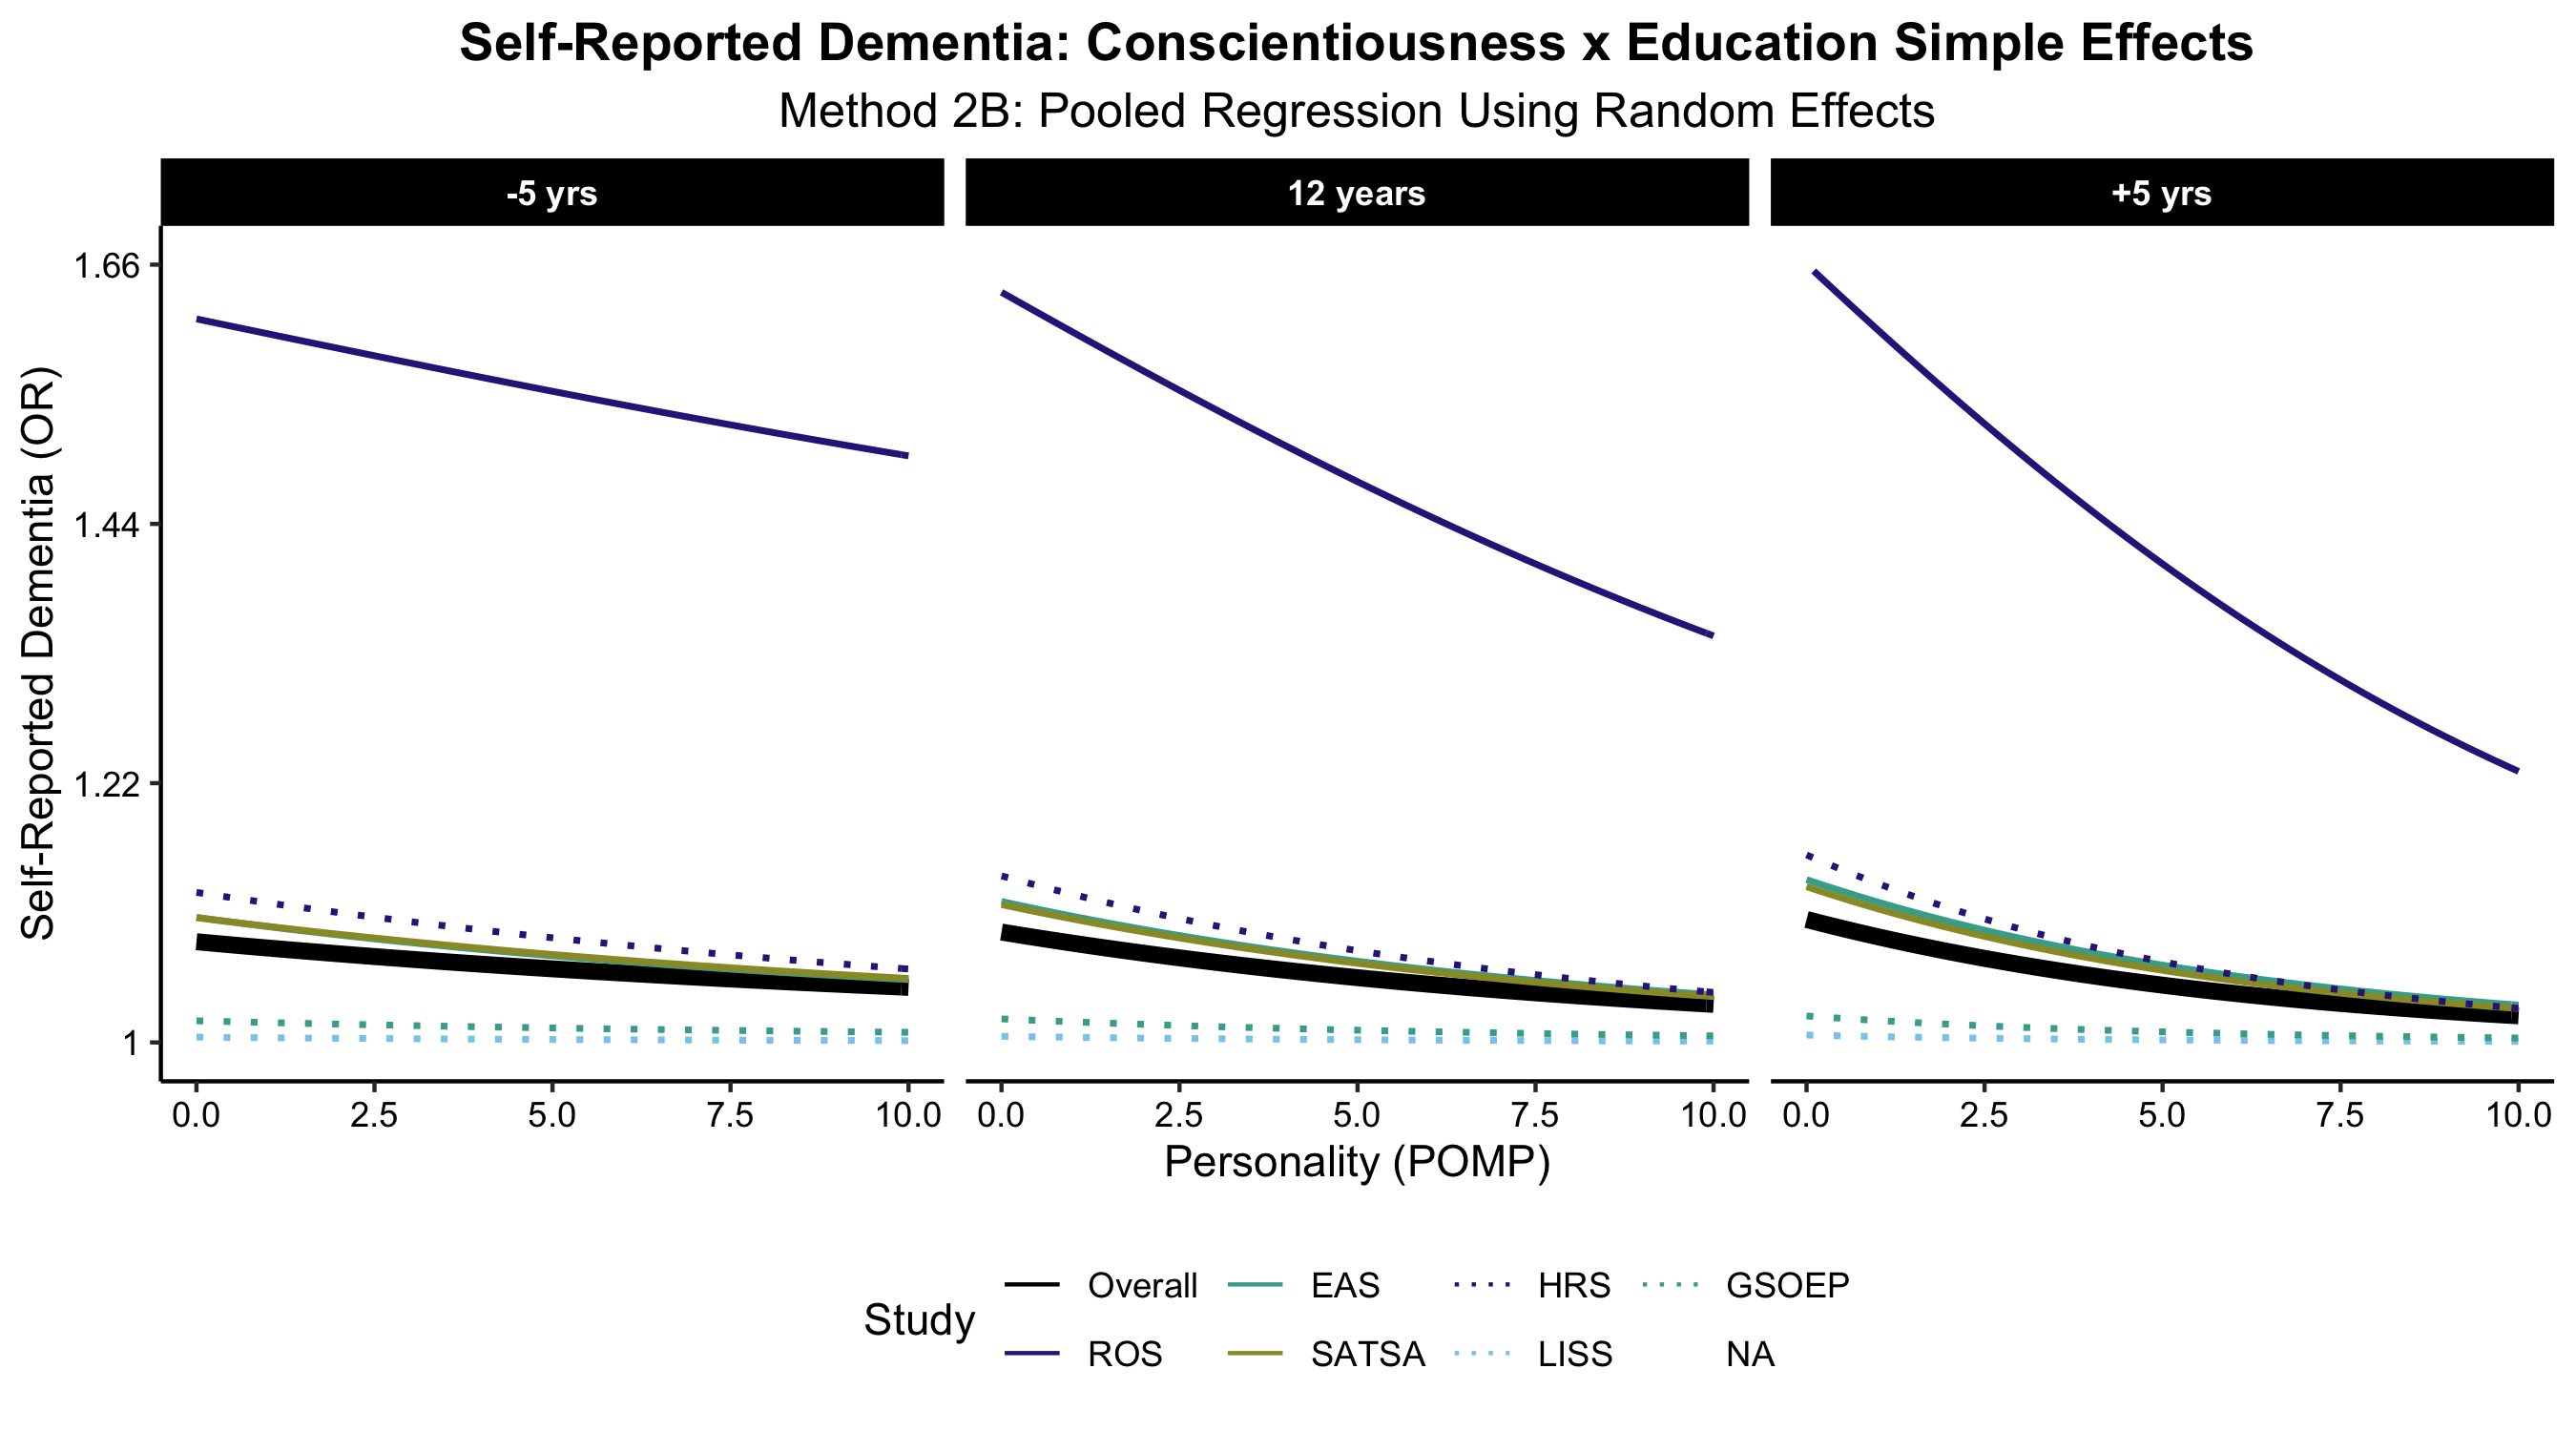 Self-Reported Dementia: Conscientiousness x Education Simple Effects
Method 2B: Pooled Regression Using Random Effects
-5 yrs
12 years
+5 yrs
Self-Reported Dementia (OR)
1.66
1.44
1.22
1
0.0 2.5 5.0 7.5 10.0
0.0 2.5 5.0 7.5 10.0
0.0 2.5 5.0 7.5 10.0
Personality (POMP)
Study
Overall EAS HRS GSOEP
ROS SATSA LISS NA